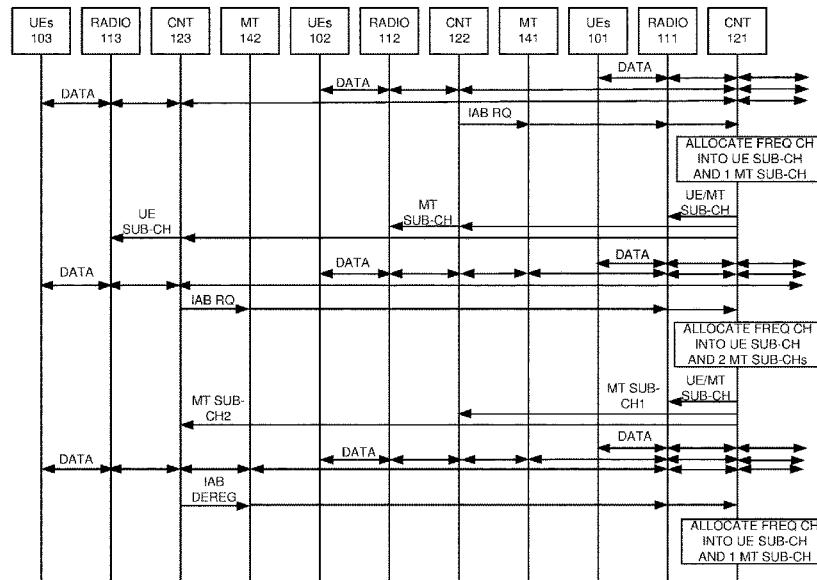 UEs 103
RADIO 113
CNT 123
MT 142
UEs 102
RADIO 112
CNT 122
MT 141
UEs 101
RADIO 111
CNT 121
DATA
DATA
DATA
IAB RQ
ALLOCATE FREQ CH
INTO UE SUB-CH
AND 1 MT SUB-CH
UE
SUB-CH
MT
SUB-CH
UE/MT
SUB-CH
DATA
DATA
DATA
IAB RQ
ALLOCATE FREQ CH
INTO UE SUB-CH
AND 2 MT SUB-CHs
MT SUB-
CH2
MT SUB-
CH1
UE/MT
SUB-CH
DATA
DATA
DATA
IAB
DEREG
ALLOCATE FREQ CH
INTO UE SUB-CH
AND 1 MT SUB-CH